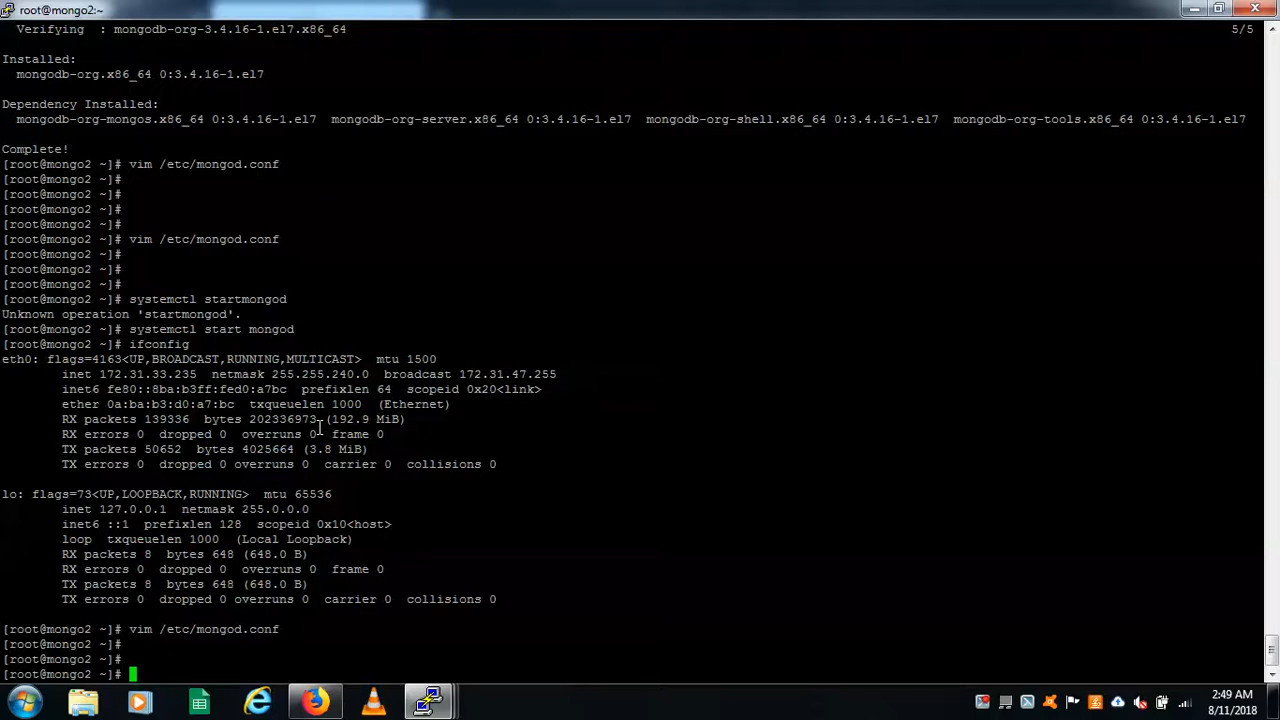 root@mongo2:~
Verifying  : mongodb-org-3.4.16-1.el7.x86_64 5/5
Installed:
mongodb-org.x86_64 0:3.4.16-1.el7
Dependency Installed:
mongodb-org-mongos.x86_64 0:3.4.16-1.el7  mongodb-org-server.x86_64 0:3.4.16-1.el7  mongodb-org-shell.x86_64 0:3.4.16-1.el7  mongodb-org-tools.x86_64 0:3.4.16-1.el7
Complete!
[root@mongo2 ~]# vim /etc/mongod.conf
[root@mongo2 ~]#
[root@mongo2 ~]#
[root@mongo2 ~]#
[root@mongo2 ~]#
[root@mongo2 ~]# vim /etc/mongod.conf
[root@mongo2 ~]#
[root@mongo2 ~]#
[root@mongo2 ~]#
[root@mongo2 ~]# systemctl startmongod
Unknown operation 'startmongod'.
[root@mongo2 ~]# systemctl start mongod
[root@mongo2 ~]# ifconfig
eth0: flags=4163<UP,BROADCAST,RUNNING,MULTICAST>  mtu 1500
inet 172.31.33.235  netmask 255.255.240.0  broadcast 172.31.47.255
inet6 fe80::8ba:b3ff:fed0:a7bc  prefixlen 64  scopeid 0x20<link>
ether 0a:ba:b3:d0:a7:bc  txqueuelen 1000  (Ethernet)
RX packets 139336  bytes 202336973 (192.9 MiB)
RX errors 0  dropped 0  overruns 0  frame 0
TX packets 50652  bytes 4025664 (3.8 MiB)
TX errors 0  dropped 0 overruns 0  carrier 0  collisions 0
lo: flags=73<UP,LOOPBACK,RUNNING>  mtu 65536
inet 127.0.0.1  netmask 255.0.0.0
inet6 ::1  prefixlen 128  scopeid 0x10<host>
loop  txqueuelen 1000  (Local Loopback)
RX packets 8  bytes 648 (648.0 B)
RX errors 0  dropped 0  overruns 0  frame 0
TX packets 8  bytes 648 (648.0 B)
TX errors 0  dropped 0 overruns 0  carrier 0  collisions 0
[root@mongo2 ~]# vim /etc/mongod.conf
[root@mongo2 ~]#
[root@mongo2 ~]#
[root@mongo2 ~]#
2:49 AM
8/11/2018